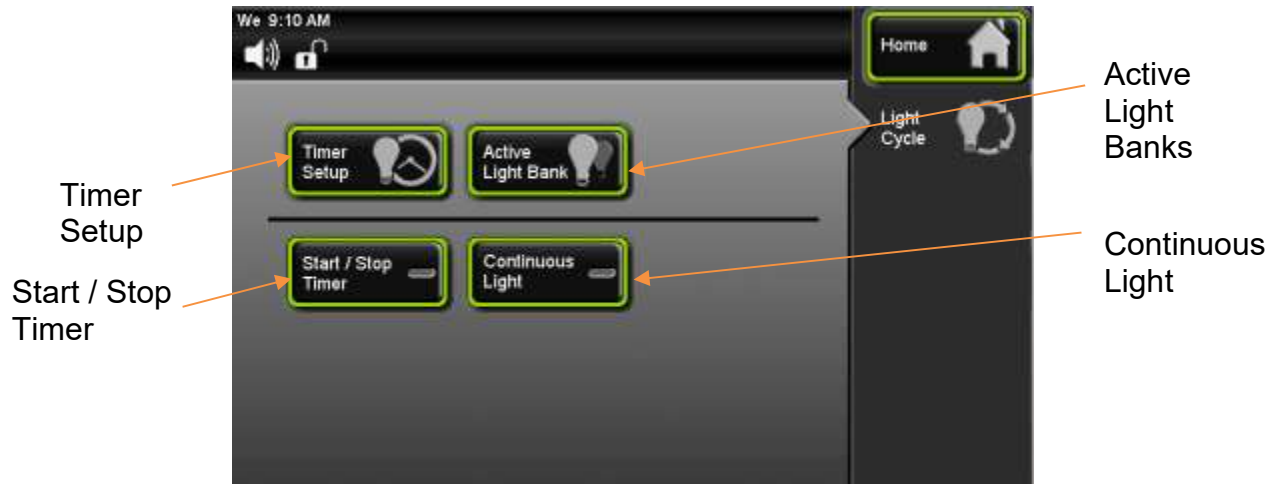 We 9:10 AM
Home
Light
Cycle
Timer
Setup
Active
Light Bank
Start / Stop
Timer
Continuous
Light
Timer
Setup
Start / Stop
Timer
Active
Light
Banks
Continuous
Light